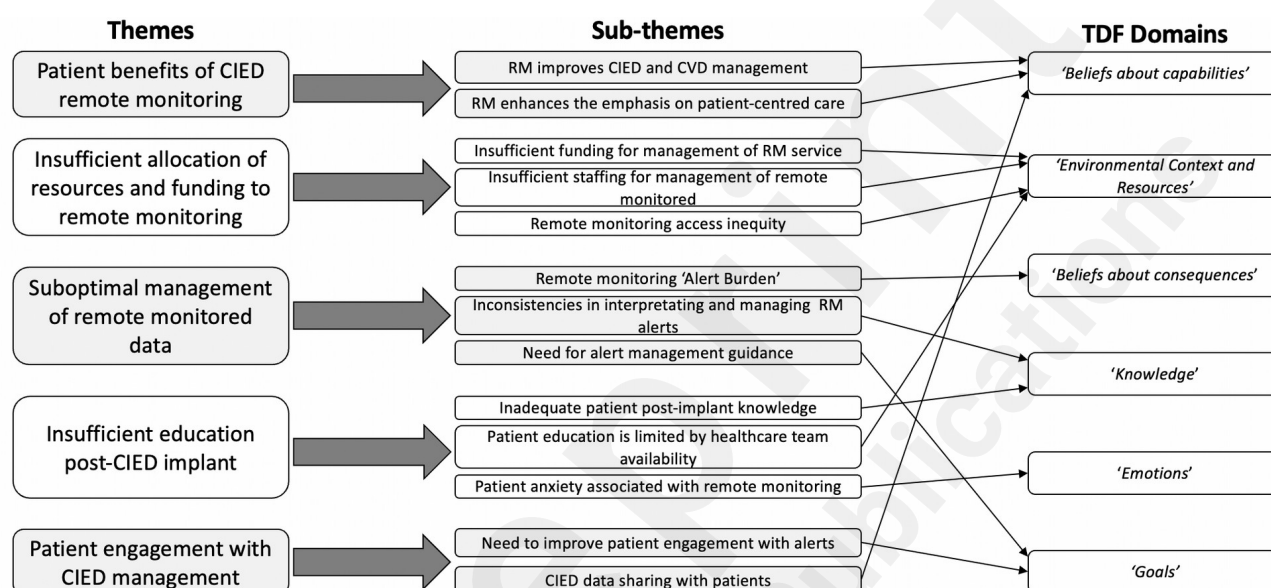 Themes
Sub-themes
TDF Domains
Patient benefits of CIED
remote monitoring
RM improves CIED and CVD management
RM enhances the emphasis on patient-centred care
'Beliefs about capabilities'
Insufficient allocation of
resources and funding to
remote monitoring
Insufficient funding for management of RM service
Insufficient staffing for management of remote
monitored
Remote monitoring access inequity
'Environmental Context and
Resources'
Suboptimal management
of remote monitored
data
Remote monitoring 'Alert Burden'
Inconsistencies in interpretating and managing RM
alerts
Need for alert management guidance
'Beliefs about consequences'
'Knowledge'
Insufficient education
post-CIED implant
Inadequate patient post-implant knowledge
Patient education is limited by healthcare team
availability
Patient anxiety associated with remote monitoring
'Emotions'
Patient engagement with
CIED management
Need to improve patient engagement with alerts
CIED data sharing with patients
'Goals'